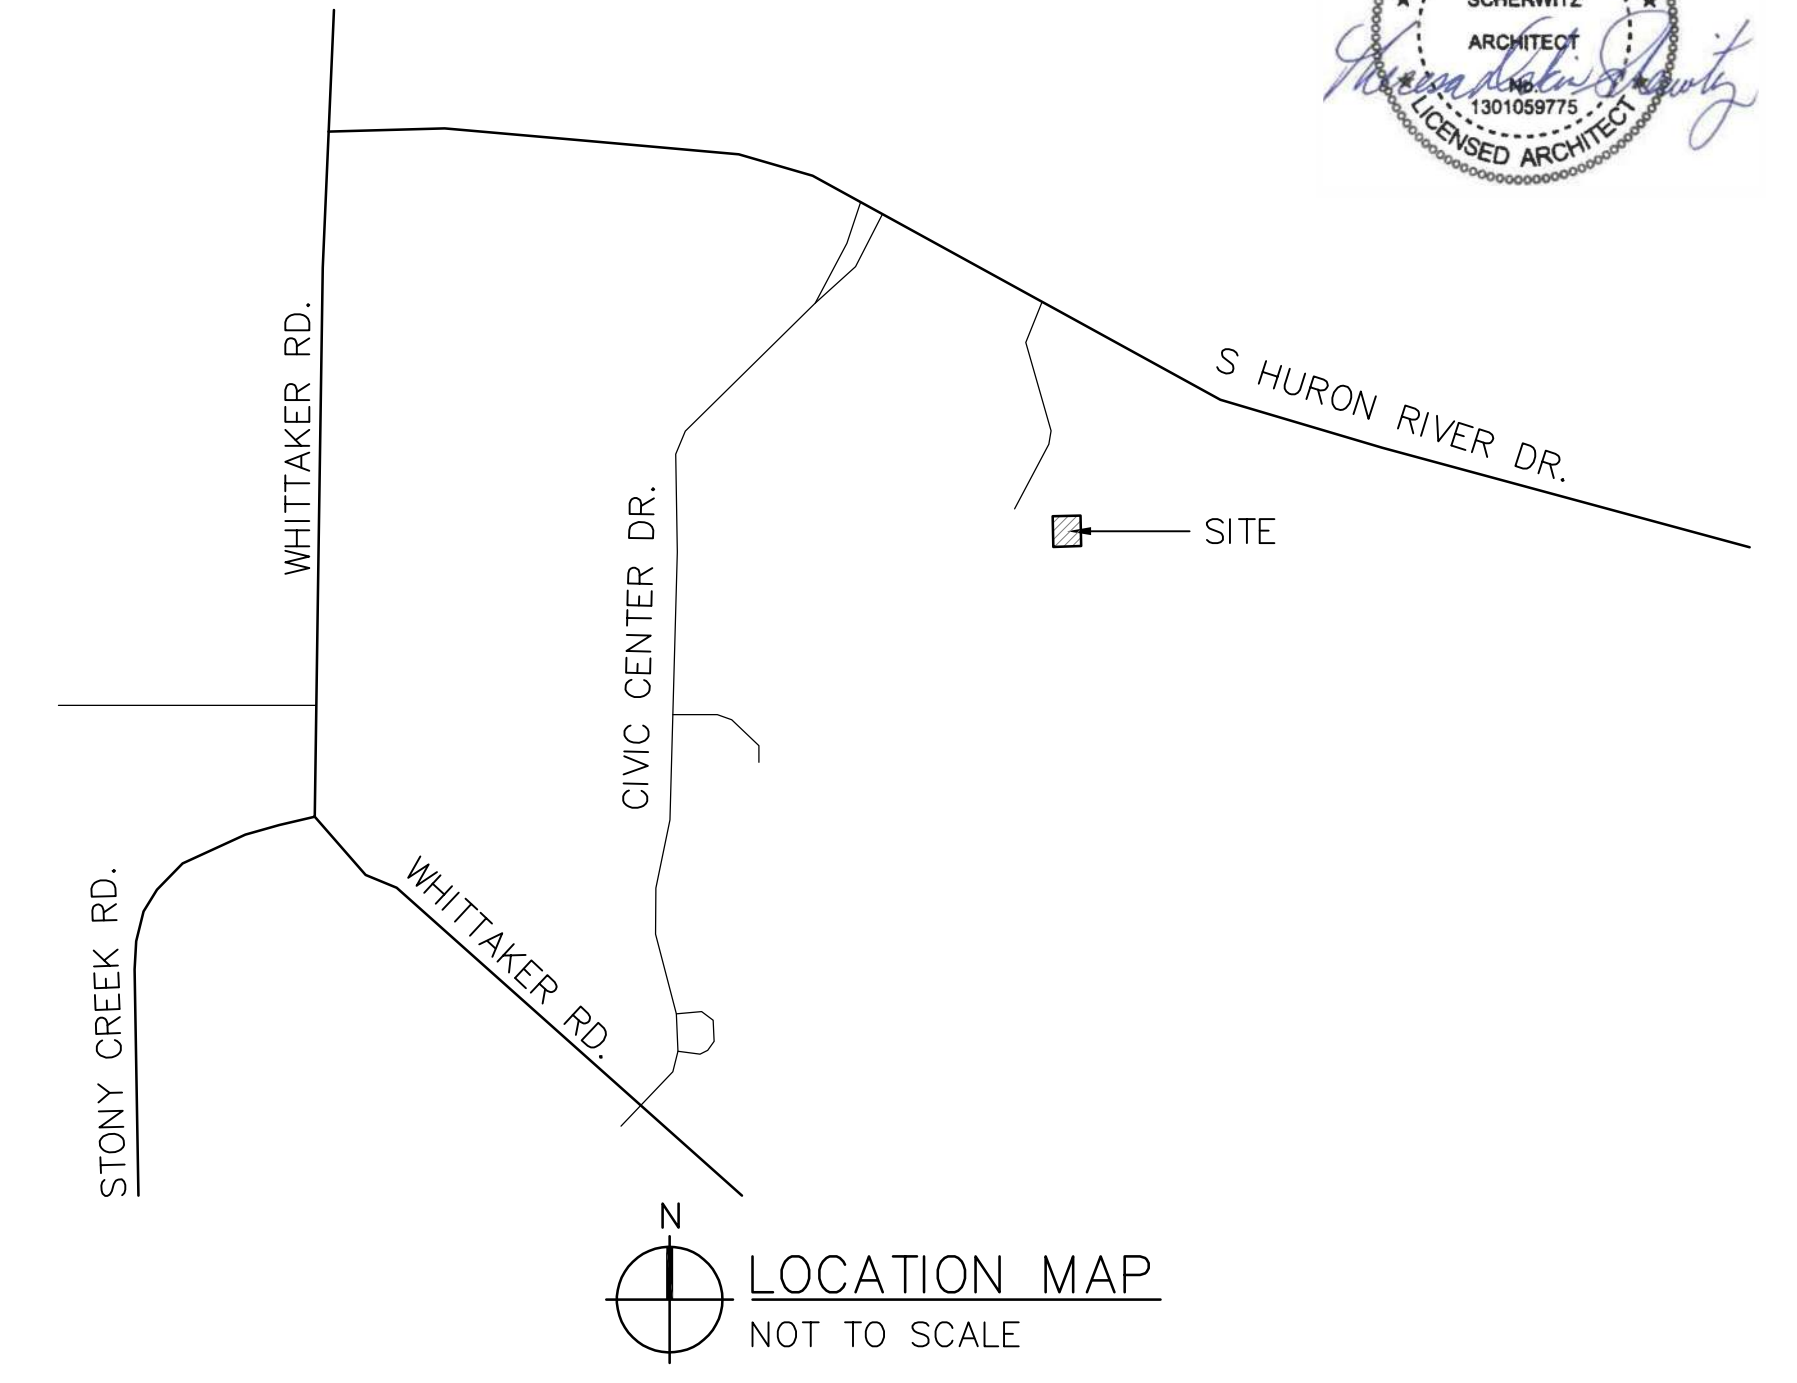 SCHERWITZ
ARCHITECT
No.
1301059775
LICENSED ARCHITECT
S HURON RIVER DR.
WHITTAKER RD.
CIVIC CENTER DR.
SITE
WHITTAKER RD.
STONY CREEK RD.
N
LOCATION MAP
NOT TO SCALE